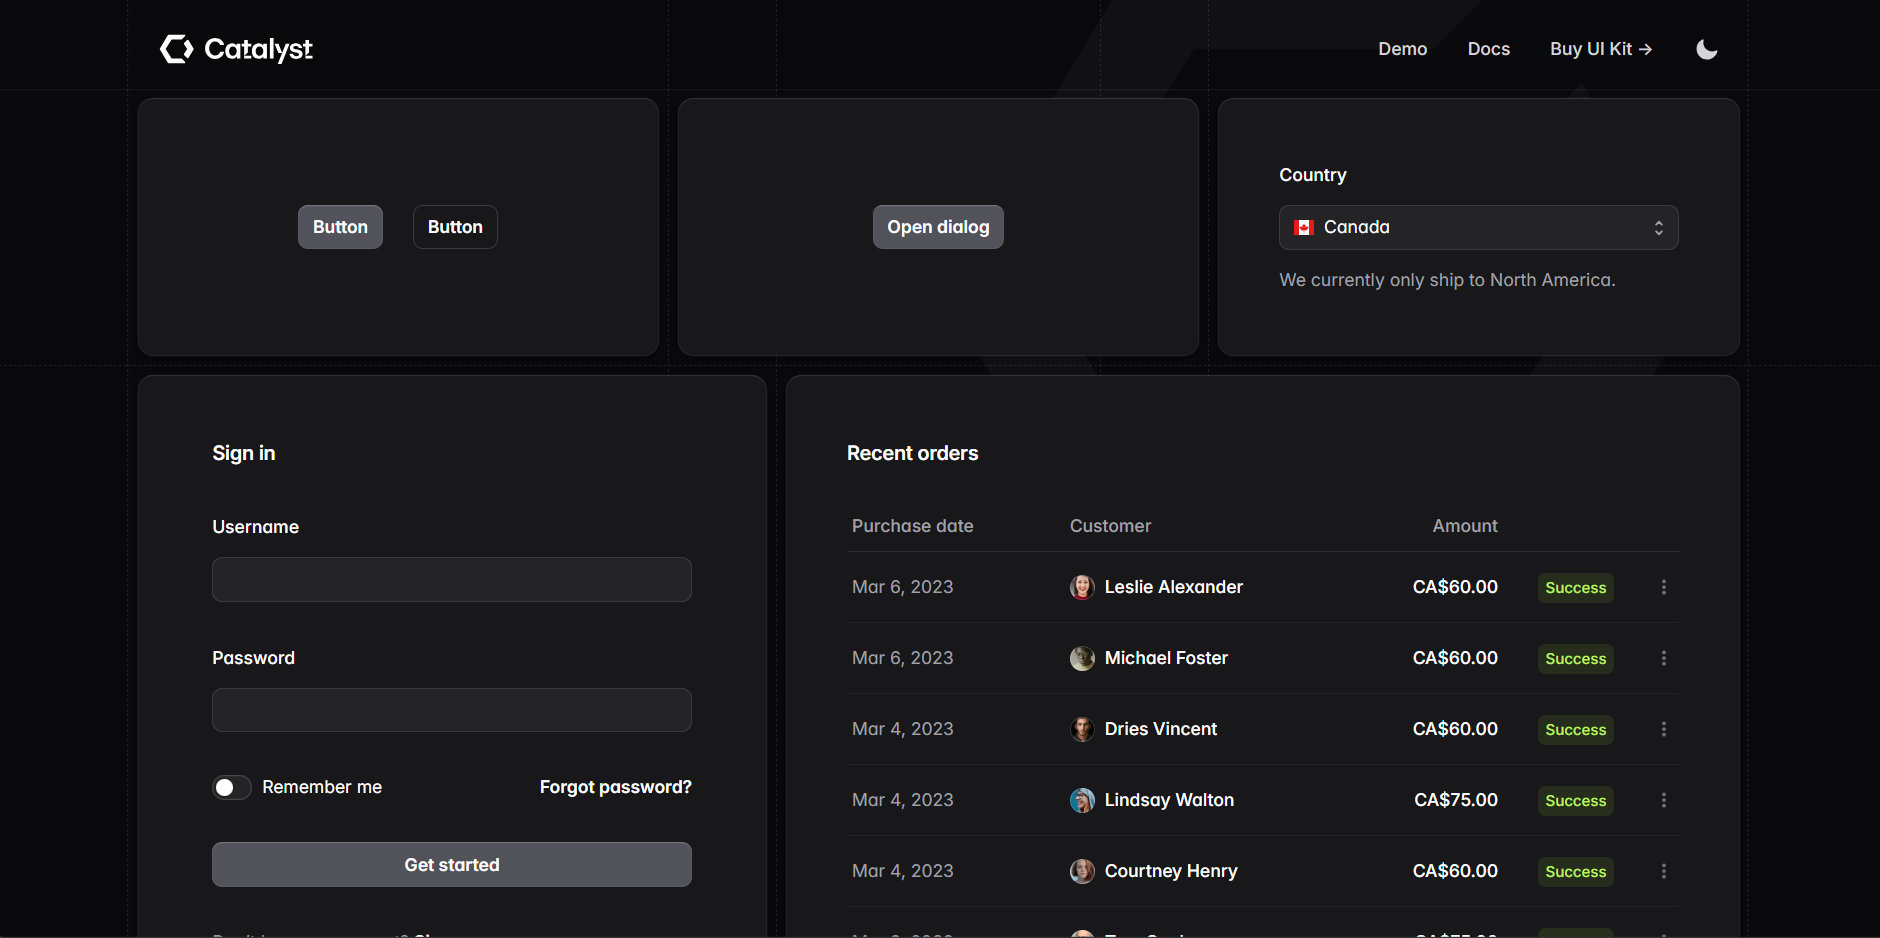 Catalyst
Demo Docs Buy UI Kit →
Button Button
Open dialog
Country
Canada
We currently only ship to North America.
Sign in
Username
Password
Remember me Forgot password?
Get started
Recent orders
Purchase date Customer Amount
Mar 6, 2023 Leslie Alexander CA$60.00 Success
Mar 6, 2023 Michael Foster CA$60.00 Success
Mar 4, 2023 Dries Vincent CA$60.00 Success
Mar 4, 2023 Lindsay Walton CA$75.00 Success
Mar 4, 2023 Courtney Henry CA$60.00 Success